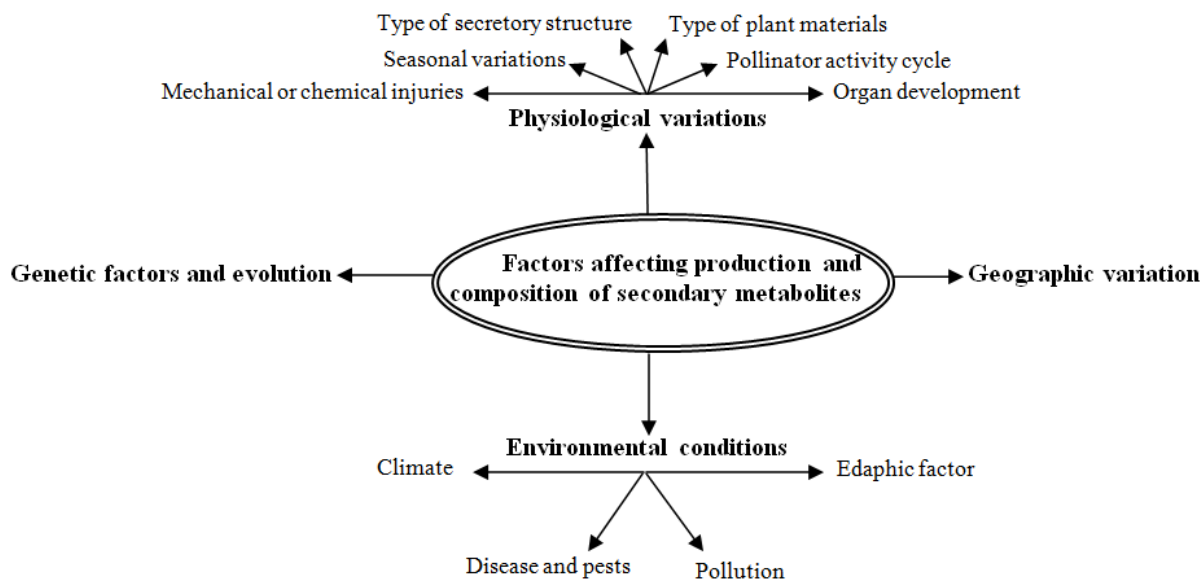 Type of secretory structure
Type of plant materials
Seasonal variations
Pollinator activity cycle
Mechanical or chemical injuries
Organ development
Physiological variations
Genetic factors and evolution
Factors affecting production and
composition of secondary metabolites
Geographic variation
Environmental conditions
Climate
Edaphic factor
Disease and pests
Pollution